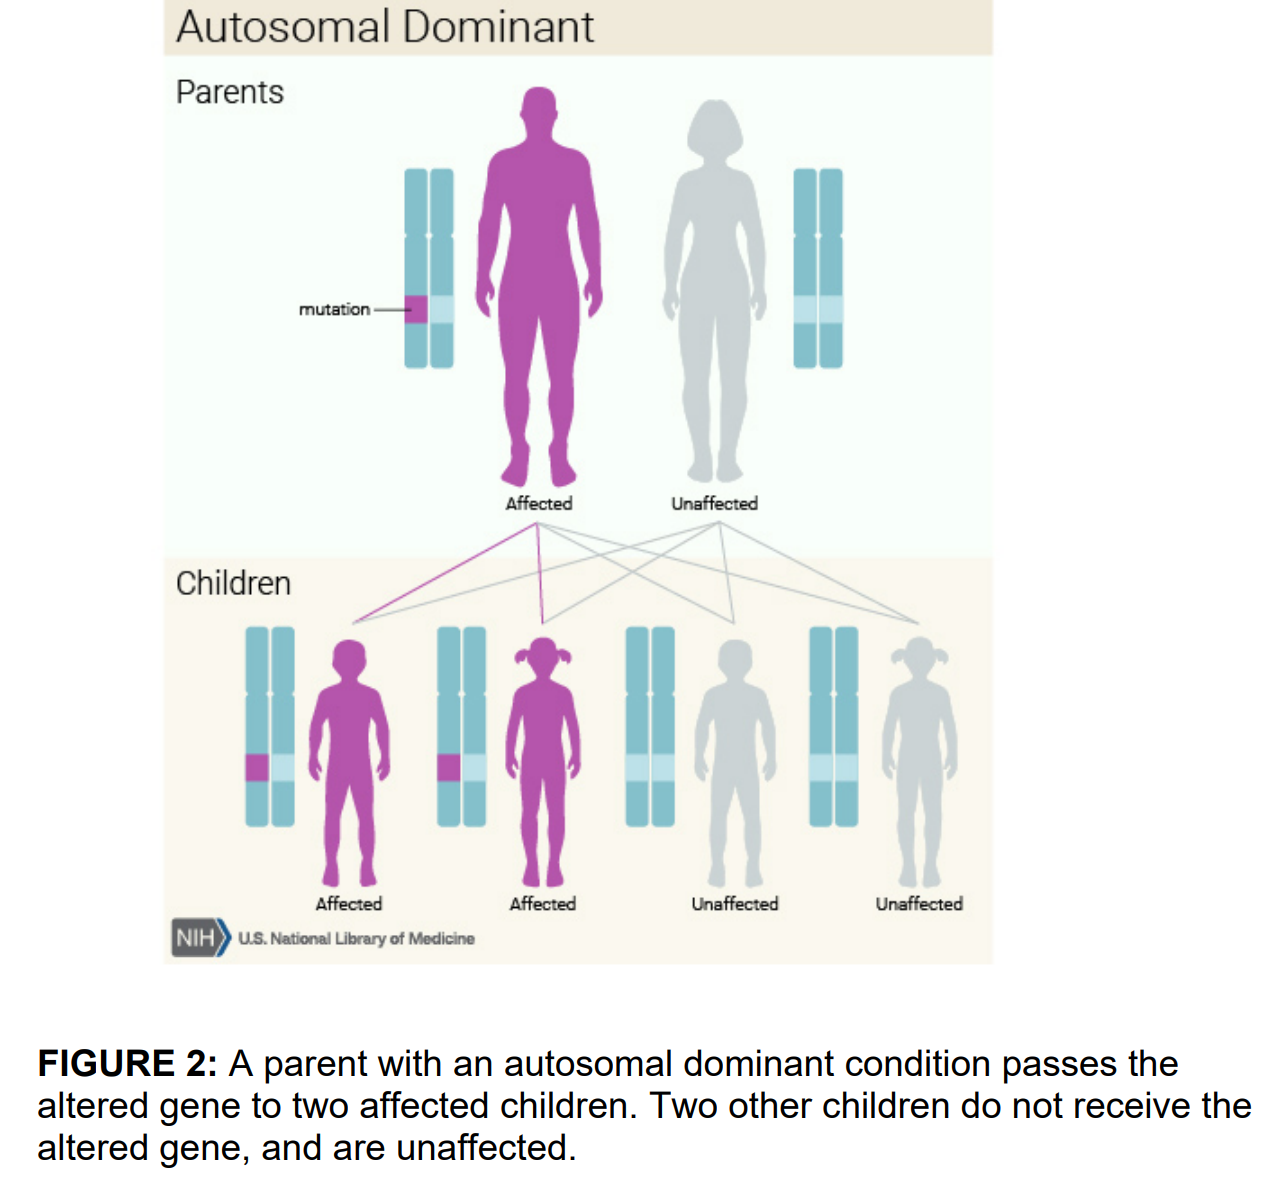 Autosomal Dominant
Parents
mutation
Affected
Unaffected
Children
Affected
Affected
Unaffected
Unaffected
NIH U.S. National Library of Medicine
FIGURE 2: A parent with an autosomal dominant condition passes the
altered gene to two affected children. Two other children do not receive the
altered gene, and are unaffected.